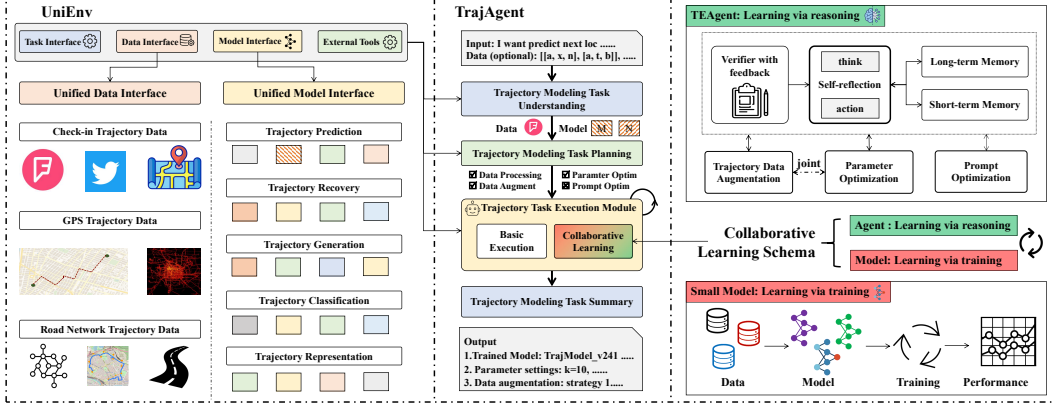 UniEnv
Task Interface
Data Interface
Model Interface
External Tools
Unified Data Interface
Unified Model Interface
Check-in Trajectory Data
GPS Trajectory Data
Road Network Trajectory Data
Trajectory Prediction
Trajectory Recovery
Trajectory Generation
Trajectory Classification
Trajectory Representation
TrajAgent
Input: I want predict next loc ......
Data (optional): [[a, x, n], [a, t, b]], .....
Trajectory Modeling Task
Understanding
Data
Model
M
N
Trajectory Modeling Task Planning
Data Processing
Paramter Optim
Data Augment
Prompt Optim
Trajectory Task Execution Module
Basic
Execution
Collaborative
Learning
Trajectory Modeling Task Summary
Output
1.Trained Model: TrajModel_v241 .....
2. Parameter settings: k=10, ......
3. Data augmentation: strategy 1.....
TEAgent: Learning via reasoning
Verifier with
feedback
think
Self-reflection
action
Long-term Memory
Short-term Memory
Trajectory Data
Augmentation
joint
Parameter
Optimization
Prompt
Optimization
Collaborative
Learning Schema
Agent : Learning via reasoning
Model: Learning via training
Small Model: Learning via training
Data
Model
Training
Performance